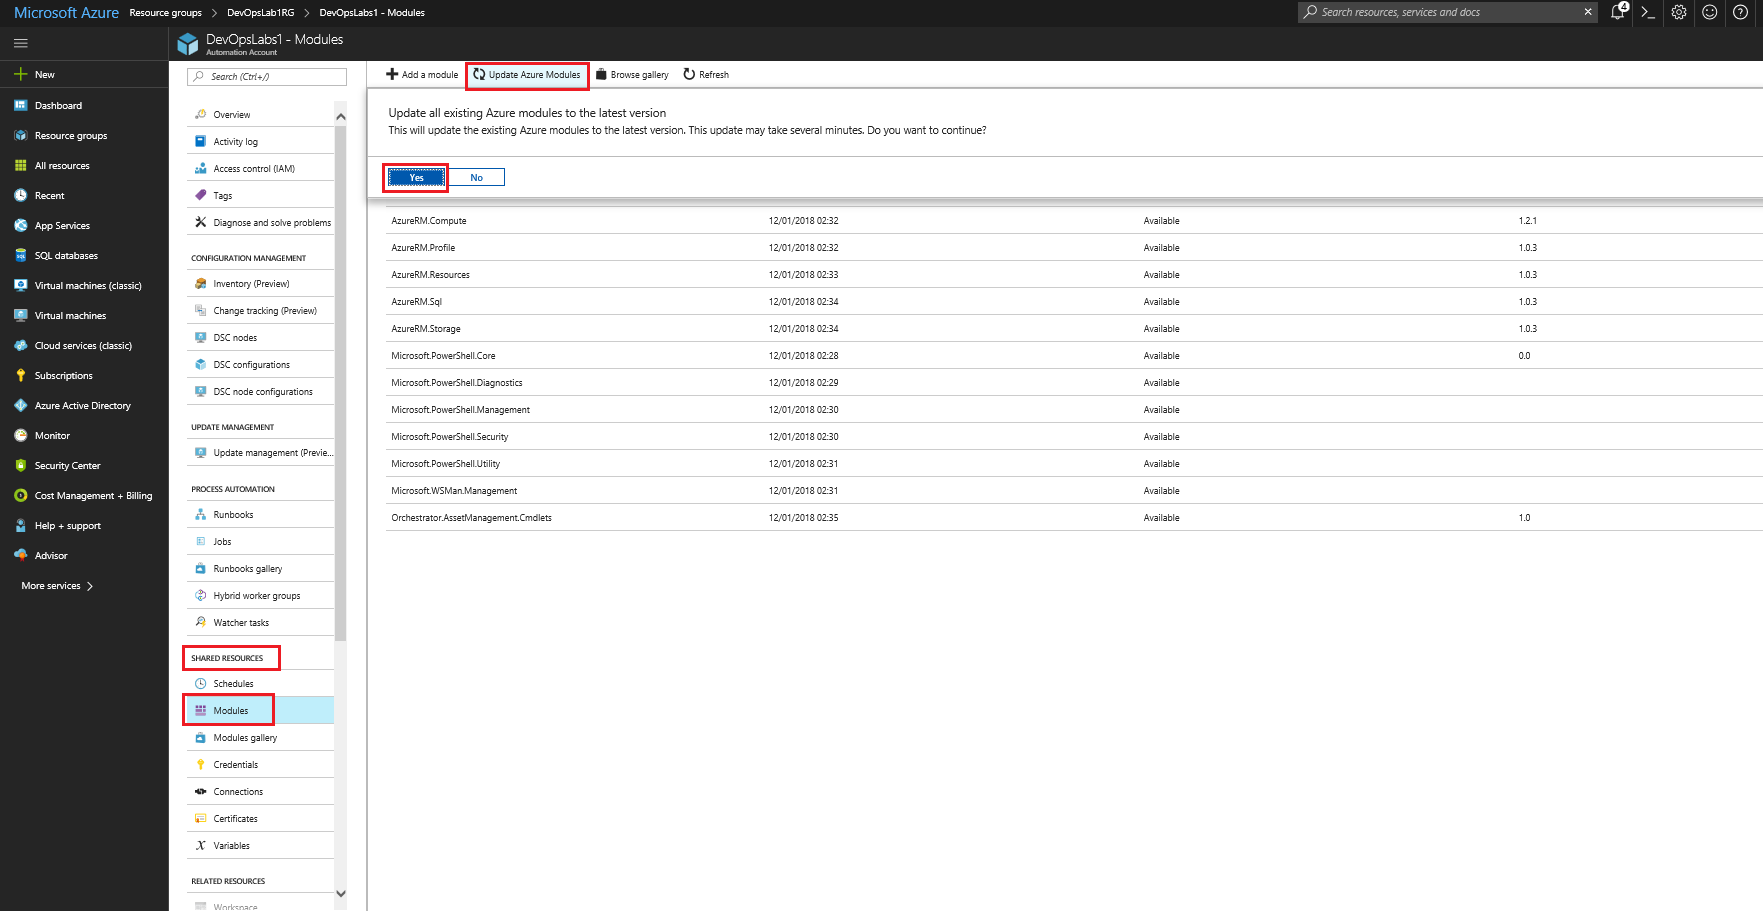 Microsoft Azure Resource groups > DevOpsLab1RG > DevOpsLabs1 - Modules
Search resources, services and docs
4
DevOpsLabs1 - Modules
Automation Account
New
Dashboard
Resource groups
All resources
Recent
App Services
SQL databases
Virtual machines (classic)
Virtual machines
Cloud services (classic)
Subscriptions
Azure Active Directory
Monitor
Security Center
Cost Management + Billing
Help + support
Advisor
More services >
Search (Ctrl+/)
Overview
Activity log
Access control (IAM)
Tags
Diagnose and solve problems
CONFIGURATION MANAGEMENT
Inventory (Preview)
Change tracking (Preview)
DSC nodes
DSC configurations
DSC node configurations
UPDATE MANAGEMENT
Update management (Previe...
PROCESS AUTOMATION
Runbooks
Jobs
Runbooks gallery
Hybrid worker groups
Watcher tasks
SHARED RESOURCES
Schedules
Modules
Modules gallery
Credentials
Connections
Certificates
Variables
RELATED RESOURCES
Workspace
Add a module Update Azure Modules Browse gallery Refresh
Update all existing Azure modules to the latest version
This will update the existing Azure modules to the latest version. This update may take several minutes. Do you want to continue?
Yes No
AzureRM.Compute 12/01/2018 02:32 Available 1.2.1
AzureRM.Profile 12/01/2018 02:32 Available 1.0.3
AzureRM.Resources 12/01/2018 02:33 Available 1.0.3
AzureRM.Sql 12/01/2018 02:34 Available 1.0.3
AzureRM.Storage 12/01/2018 02:34 Available 1.0.3
Microsoft.PowerShell.Core 12/01/2018 02:28 Available 0.0
Microsoft.PowerShell.Diagnostics 12/01/2018 02:29 Available
Microsoft.PowerShell.Management 12/01/2018 02:30 Available
Microsoft.PowerShell.Security 12/01/2018 02:30 Available
Microsoft.PowerShell.Utility 12/01/2018 02:31 Available
Microsoft.WSMan.Management 12/01/2018 02:31 Available
Orchestrator.AssetManagement.Cmdlets 12/01/2018 02:35 Available 1.0